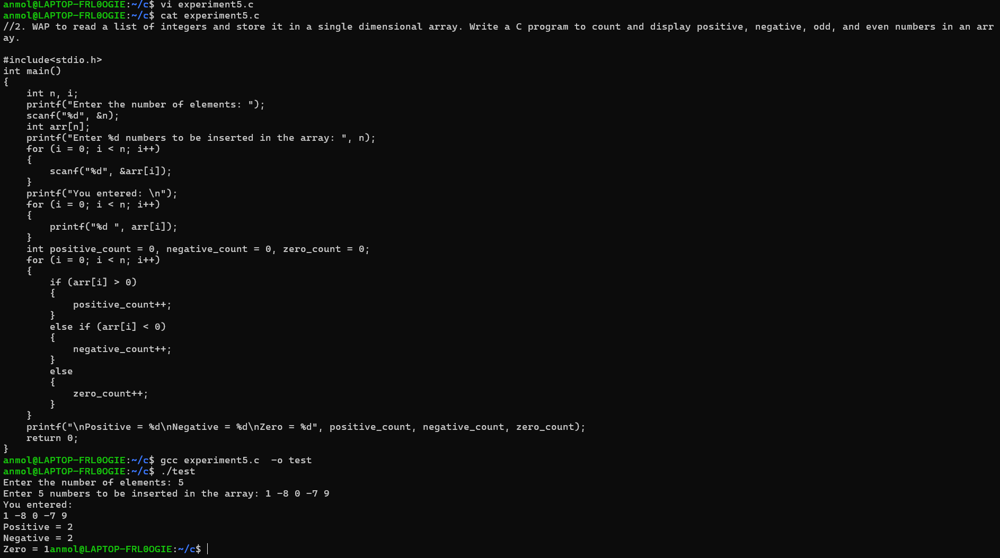 anmol@LAPTOP-FRL0OGIE:~/c$ vi experiment5.c
anmol@LAPTOP-FRL0OGIE:~/c$ cat experiment5.c
//2. WAP to read a list of integers and store it in a single dimensional array. Write a C program to count and display positive, negative, odd, and even numbers in an arr
ay.

#include<stdio.h>
int main()
{
    int n, i;
    printf("Enter the number of elements: ");
    scanf("%d", &n);
    int arr[n];
    printf("Enter %d numbers to be inserted in the array: ", n);
    for (i = 0; i < n; i++)
    {
        scanf("%d", &arr[i]);
    }
    printf("You entered: \n");
    for (i = 0; i < n; i++)
    {
        printf("%d ", arr[i]);
    }
    int positive_count = 0, negative_count = 0, zero_count = 0;
    for (i = 0; i < n; i++)
    {
        if (arr[i] > 0)
        {
            positive_count++;
        }
        else if (arr[i] < 0)
        {
            negative_count++;
        }
        else
        {
            zero_count++;
        }
    }
    printf("\nPositive = %d\nNegative = %d\nZero = %d", positive_count, negative_count, zero_count);
    return 0;
}
anmol@LAPTOP-FRL0OGIE:~/c$ gcc experiment5.c  -o test
anmol@LAPTOP-FRL0OGIE:~/c$ ./test
Enter the number of elements: 5
Enter 5 numbers to be inserted in the array: 1 -8 0 -7 9
You entered:
1 -8 0 -7 9
Positive = 2
Negative = 2
Zero = 1anmol@LAPTOP-FRL0OGIE:~/c$